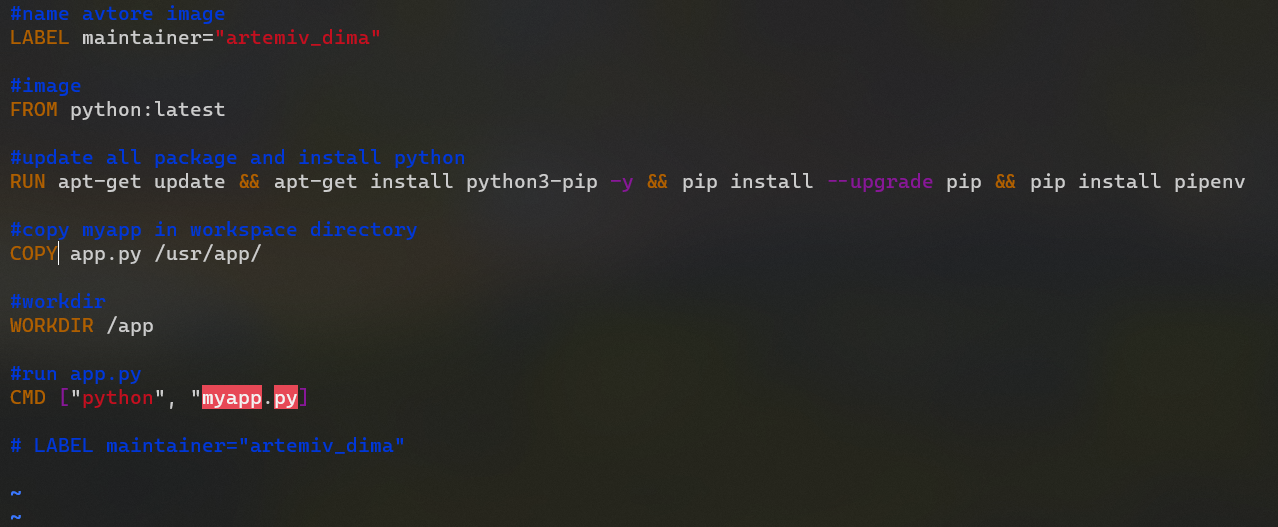 #name avtore image
LABEL maintainer="artemiv_dima"
#image
FROM python:latest
#update all package and install python
RUN apt-get update && apt-get install python3-pip -y && pip install --upgrade pip && pip install pipenv
#copy myapp in workspace directory
COPY app.py /usr/app/
#workdir
WORKDIR /app
#run app.py
CMD ["python", "myapp.py]
# LABEL maintainer="artemiv_dima"
~
~